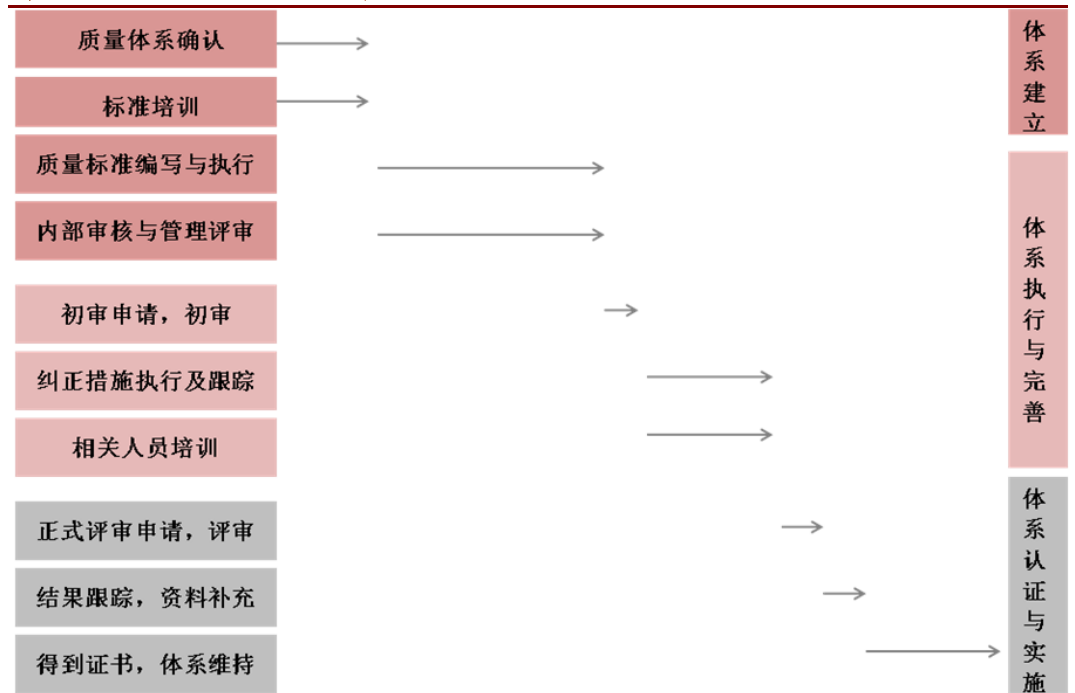 质量体系确认
标准培训
质量标准编写与执行
内部审核与管理评审
初审申请，初审
纠正措施执行及跟踪
相关人员培训
正式评审申请，评审
结果跟踪，资料补充
得到证书，体系维持
体系建立
体系执行与完善
体系认证与实施